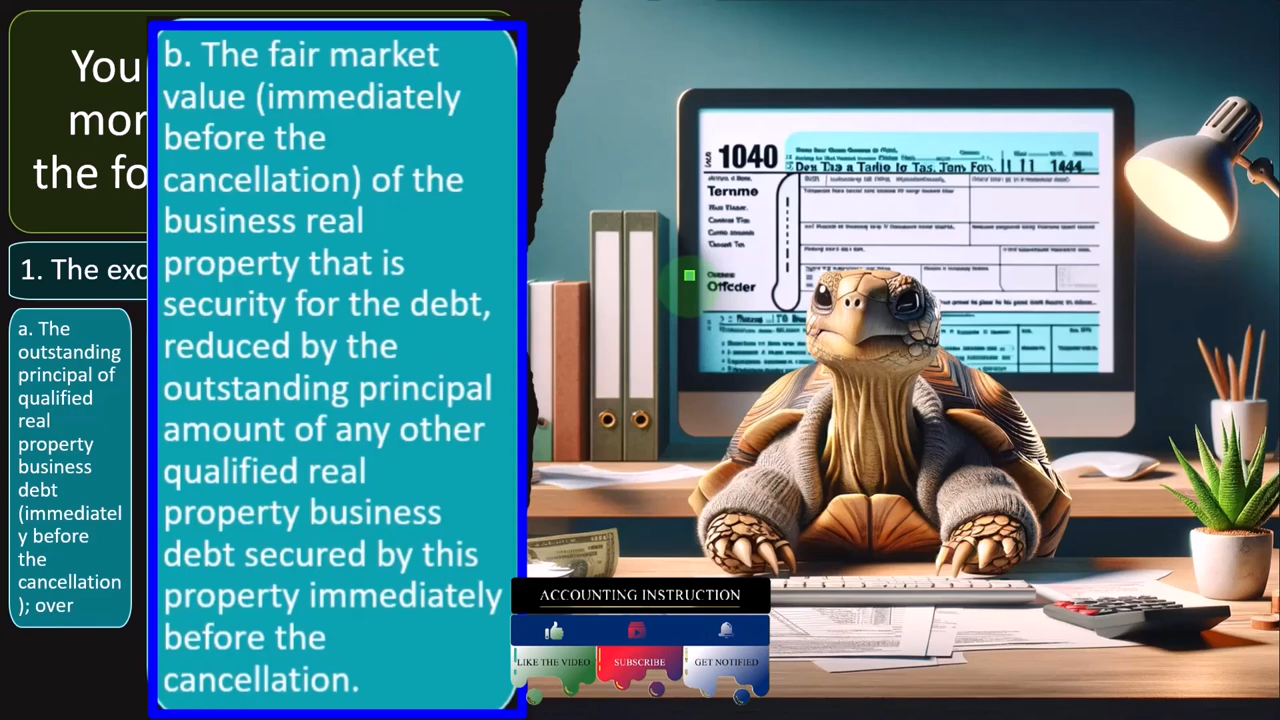 You
mor
the fo
1. The exc
a. The
outstanding
principal of
qualified
real
property
business
debt
(immediatel
y before
the
cancellation
); over
b. The fair market
value (immediately
before the
cancellation) of the
business real
property that is
security for the debt,
reduced by the
outstanding principal
amount of any other
qualified real
property business
debt secured by this
property immediately
before the
cancellation.
1040
1444
Ternme
Offcder
ACCOUNTING INSTRUCTION
LIKE THE VIDEO
SUBSCRIBE
GET NOTIFIED